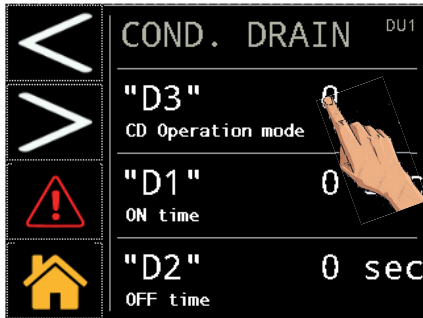 COND. DRAIN DU1
"D3" 0
CD Operation mode
"D1" 0
ON time
"D2" 0 sec
OFF time